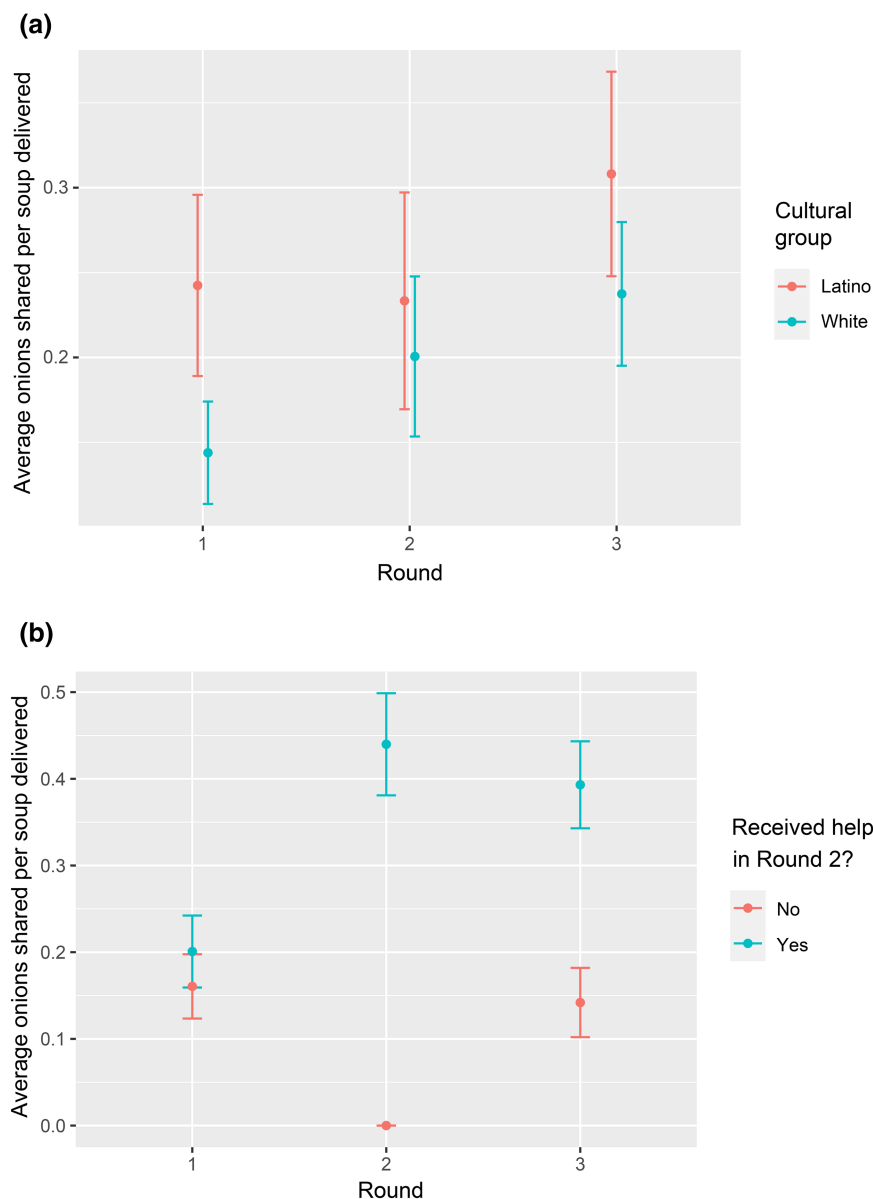 (a)
Average onions shared per soup delivered
0.3
0.2
1 2 3
Round
Cultural
group
Latino
White
(b)
Average onions shared per soup delivered
0.5
0.4
0.3
0.2
0.1
0.0
1 2 3
Round
Received help
in Round 2?
No
Yes